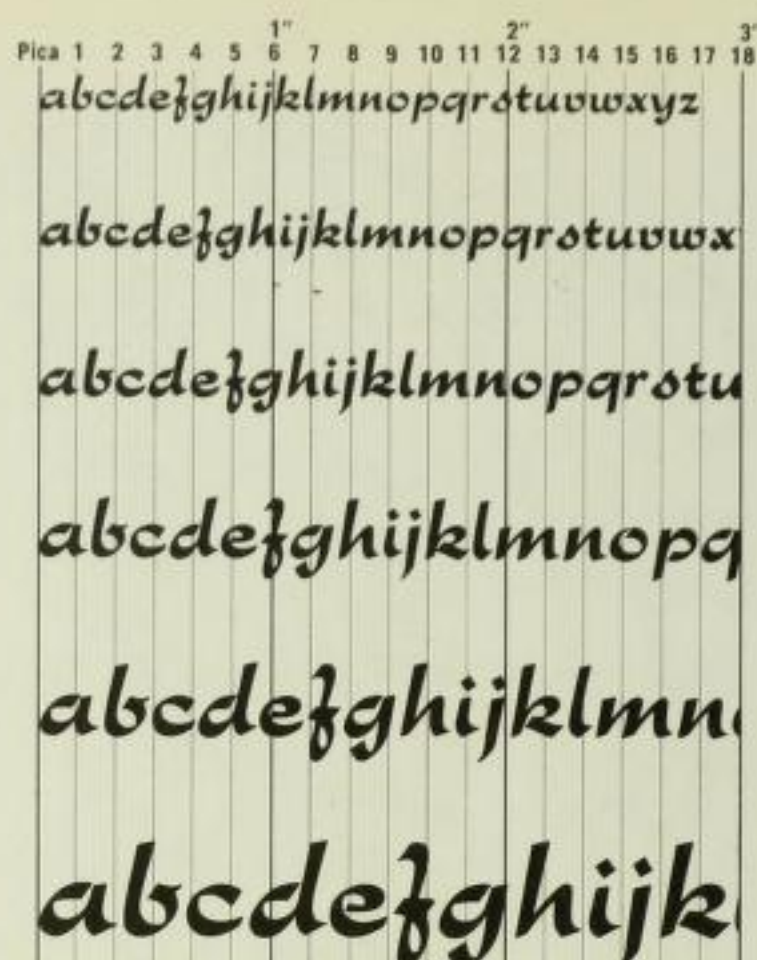 1" 2" 3"
Pica 1 2 3 4 5 6 7 8 9 10 11 12 13 14 15 16 17 18
abcdefghijklmnopqrstuvwxyz
abcdefghijklmnopqrstuvwx
abcdefghijklmnopqrstu
abcdefghijklmnopq
abcdefghijklmn
abcdefghijk